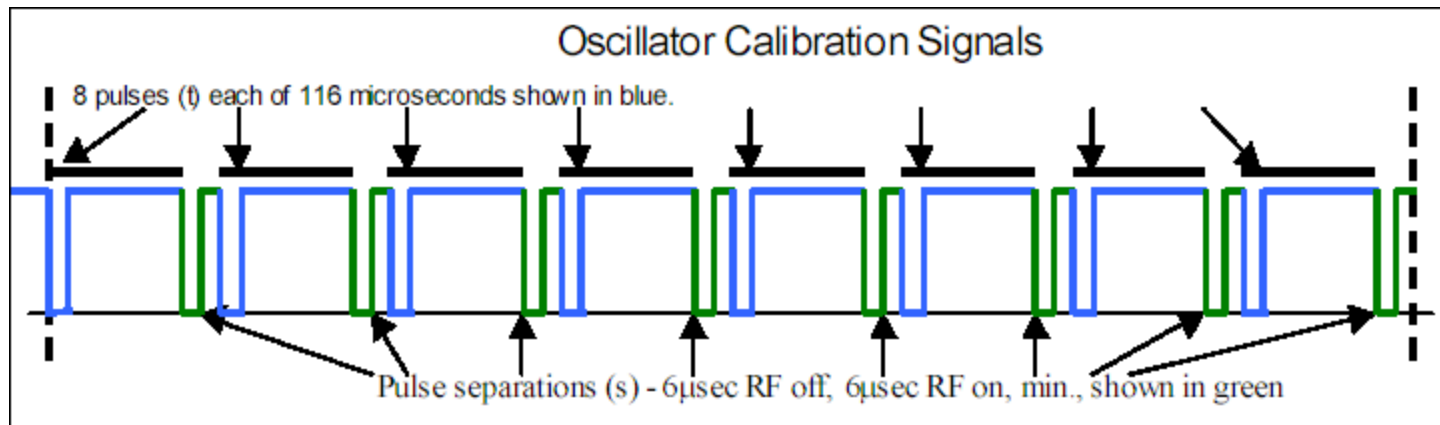 Oscillator Calibration Signals
8 pulses (t) each of 116 microseconds shown in blue.
Pulse separations (s) - 6μsec RF off, 6μsec RF on, min., shown in green